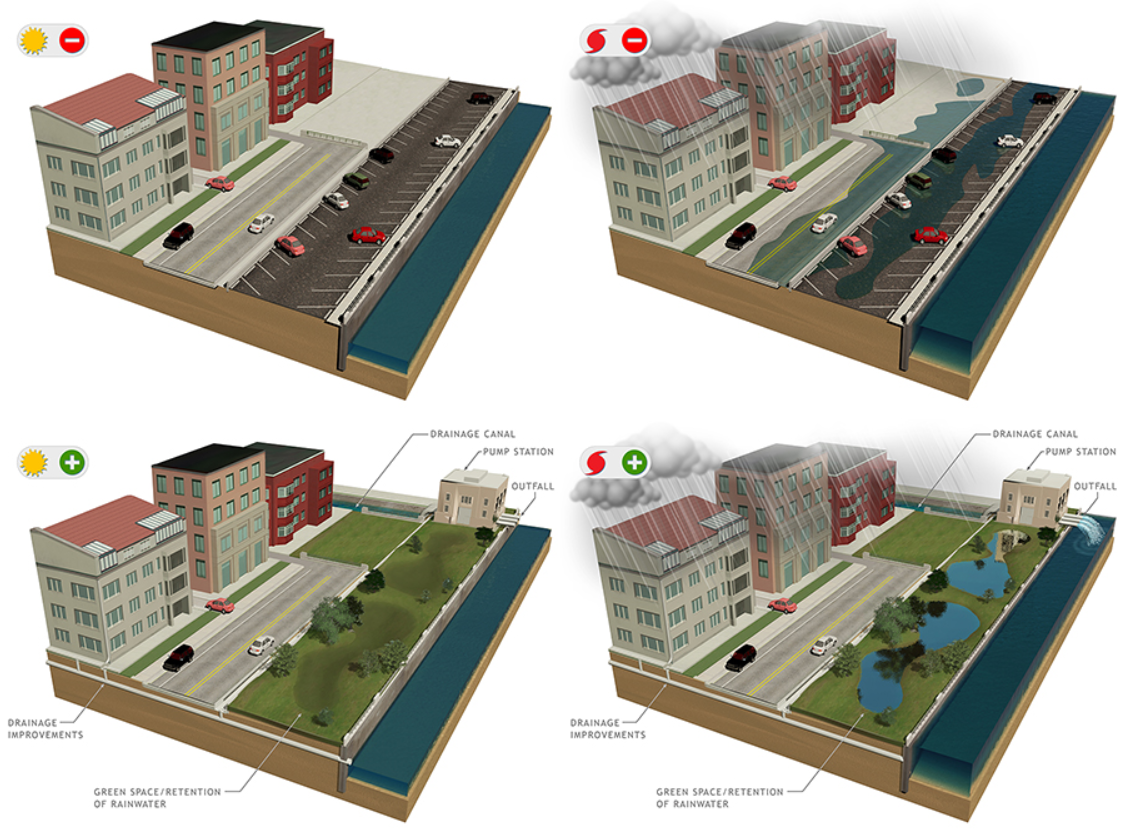 DRAINAGE CANAL
PUMP STATION
OUTFALL
DRAINAGE
IMPROVEMENTS
GREEN SPACE/RETENTION
OF RAINWATER
DRAINAGE CANAL
PUMP STATION
OUTFALL
DRAINAGE
IMPROVEMENTS
GREEN SPACE/RETENTION
OF RAINWATER